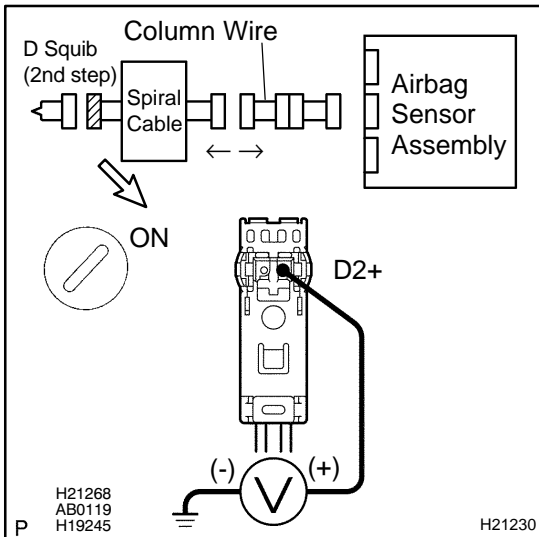 D Squib
(2nd step)
Column Wire
Spiral
Cable
Airbag
Sensor
Assembly
ON
D2+
(-)
V
(+)
P
H21268
AB0119
H19245
H21230